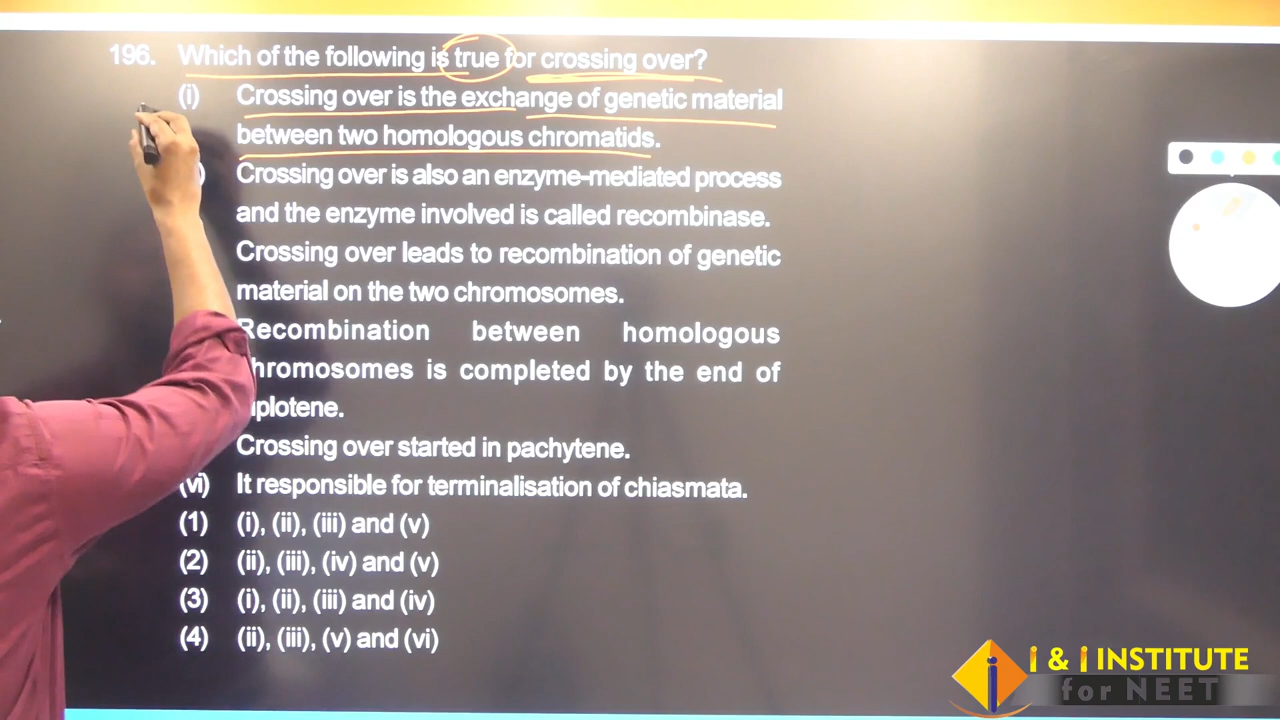 196. Which of the following is true for crossing over?
(i) Crossing over is the exchange of genetic material
between two homologous chromatids.
) Crossing over is also an enzyme-mediated process
and the enzyme involved is called recombinase.
Crossing over leads to recombination of genetic
material on the two chromosomes.
Recombination between homologous
hromosomes is completed by the end of
plotene.
Crossing over started in pachytene.
(vi) It responsible for terminalisation of chiasmata.
(1) (i), (ii), (iii) and (v)
(2) (ii), (iii), (iv) and (v)
(3) (i), (ii), (iii) and (iv)
(4) (ii), (iii), (v) and (vi)
i & i INSTITUTE
for NEET